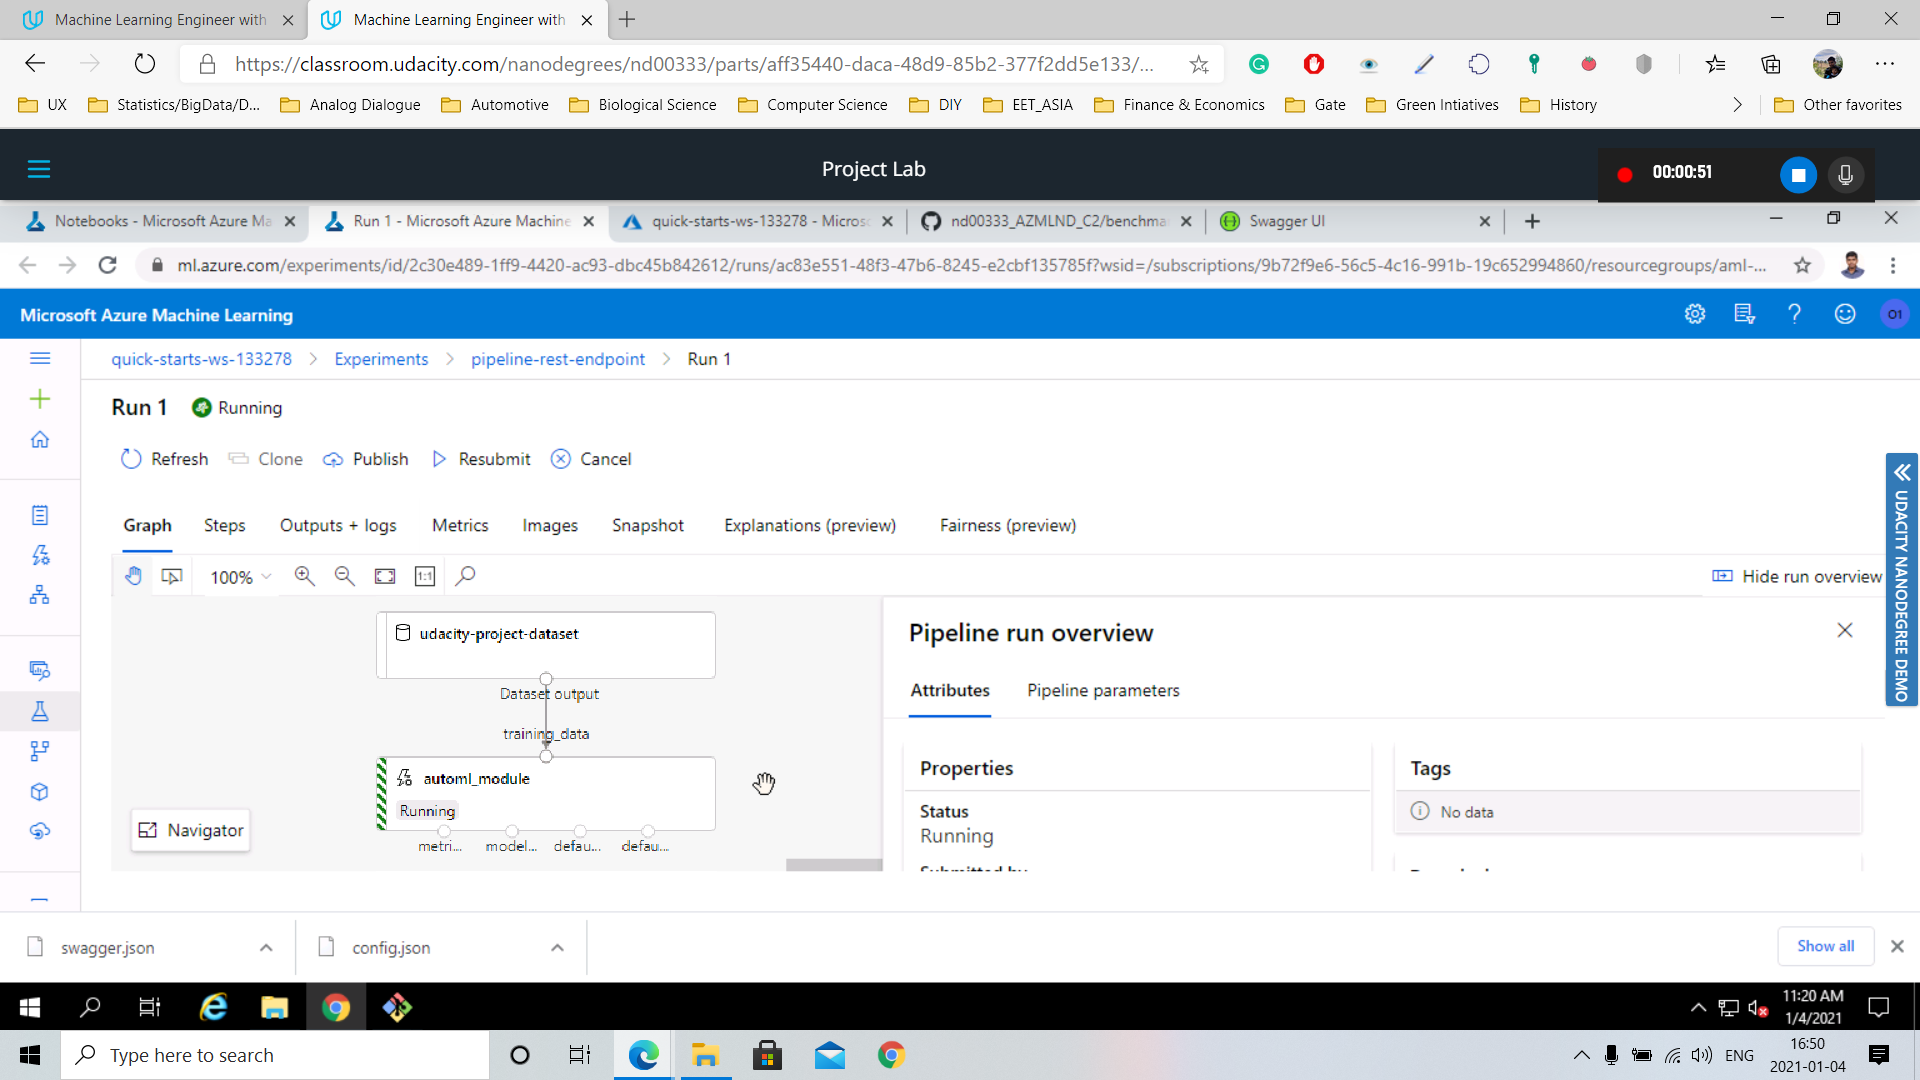 Machine Learning Engineer with
Machine Learning Engineer with
https://classroom.udacity.com/nanodegrees/nd00333/parts/aff35440-daca-48d9-85b2-377f2dd5e133/...
UX
Statistics/BigData/D...
Analog Dialogue
Automotive
Biological Science
Computer Science
DIY
EET_ASIA
Finance & Economics
Gate
Green Intiatives
History
Other favorites
Project Lab
00:00:51
Notebooks - Microsoft Azure Ma
Run 1 - Microsoft Azure Machine
quick-starts-ws-133278 - Micros
nd00333_AZMLND_C2/benchma
Swagger UI
ml.azure.com/experiments/id/2c30e489-1ff9-4420-ac93-dbc45b842612/runs/ac83e551-48f3-47b6-8245-e2cbf135785f?wsid=/subscriptions/9b72f9e6-56c5-4c16-991b-19c652994860/resourcegroups/aml-...
Microsoft Azure Machine Learning
O1
quick-starts-ws-133278 > Experiments > pipeline-rest-endpoint > Run 1
Run 1 Running
Refresh
Clone
Publish
Resubmit
Cancel
Graph
Steps
Outputs + logs
Metrics
Images
Snapshot
Explanations (preview)
Fairness (preview)
100%
1:1
Hide run overview
UDACITY NANODEGREE DEMO
udacity-project-dataset
Dataset output
training_data
automl_module
Running
metri...
model...
defau...
defau...
Navigator
Pipeline run overview
Attributes
Pipeline parameters
Properties
Status
Running
Submitted by
Tags
No data
swagger.json
config.json
Show all
11:20 AM
1/4/2021
Type here to search
ENG
16:50
2021-01-04